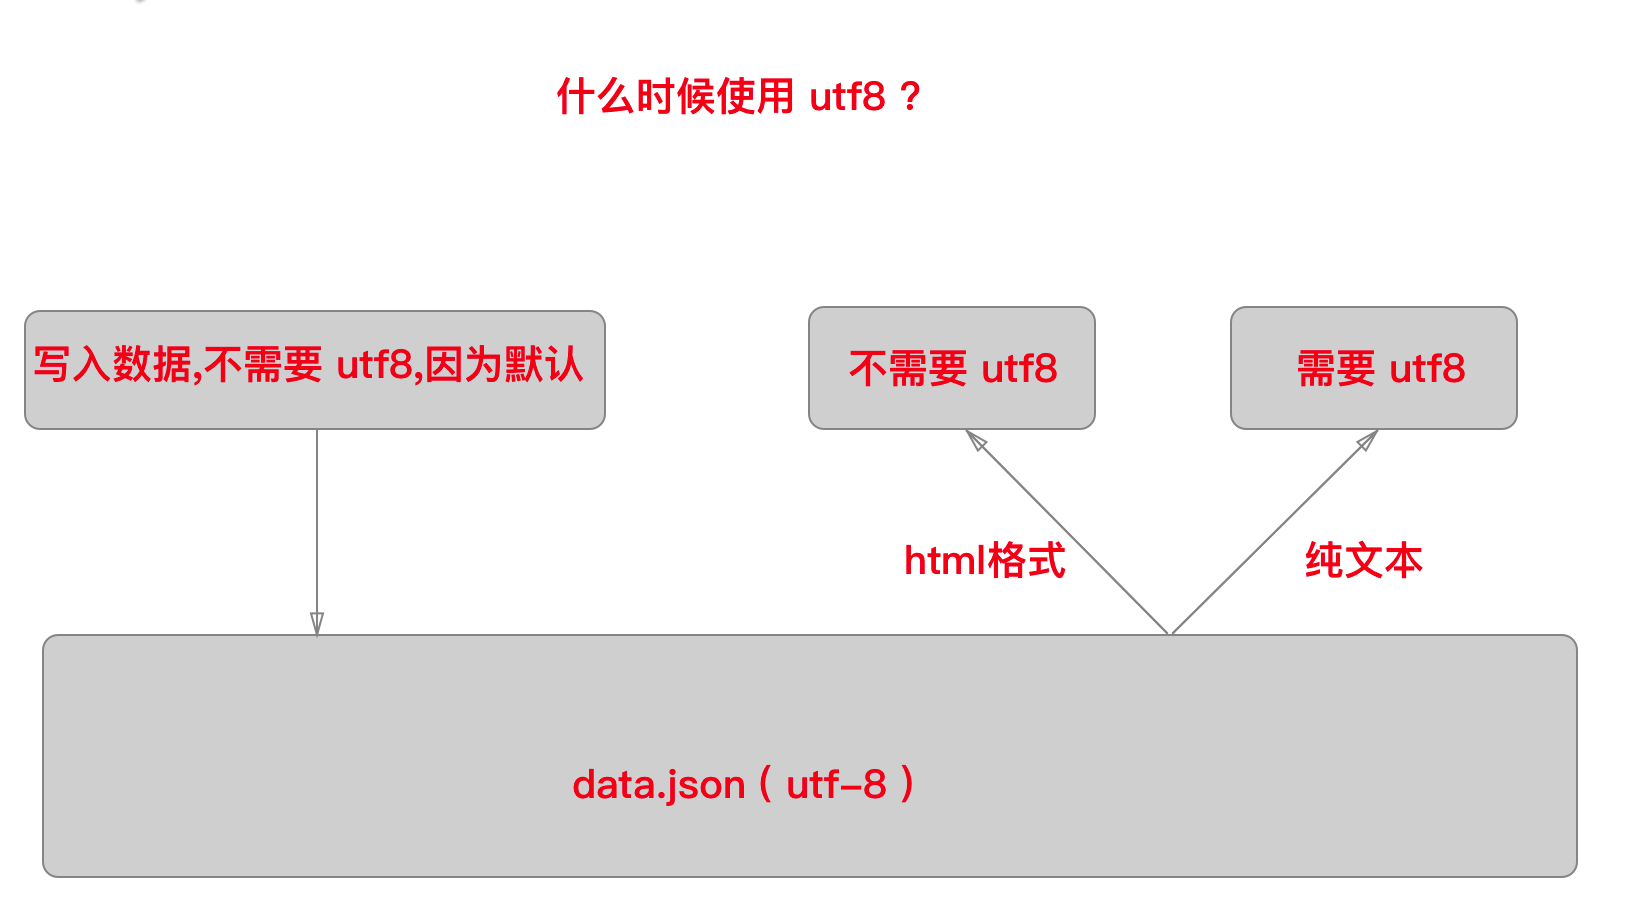 什么时候使用 utf8 ?
写入数据,不需要 utf8,因为默认
不需要 utf8
需要 utf8
html格式
纯文本
data.json ( utf-8 )